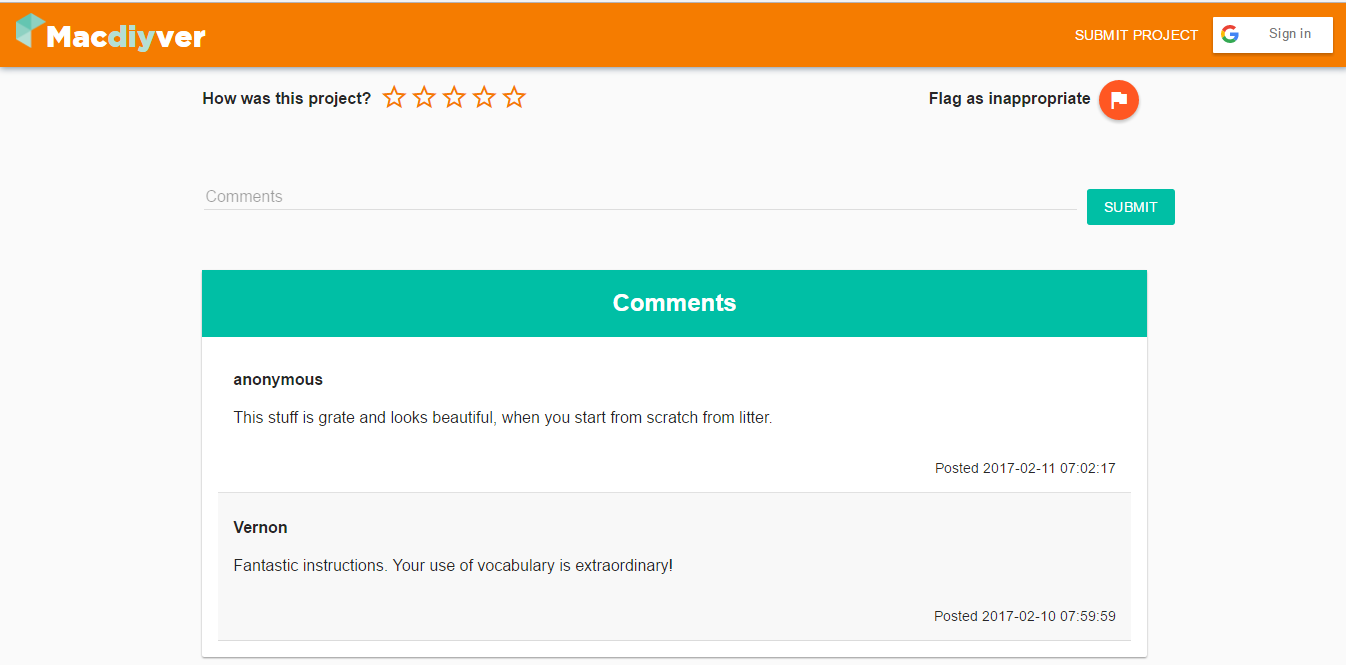 Macdiyver
SUBMIT PROJECT
Sign in
How was this project?
Flag as inappropriate
Comments
SUBMIT
Comments
anonymous
This stuff is grate and looks beautiful, when you start from scratch from litter.
Posted 2017-02-11 07:02:17
Vernon
Fantastic instructions. Your use of vocabulary is extraordinary!
Posted 2017-02-10 07:59:59